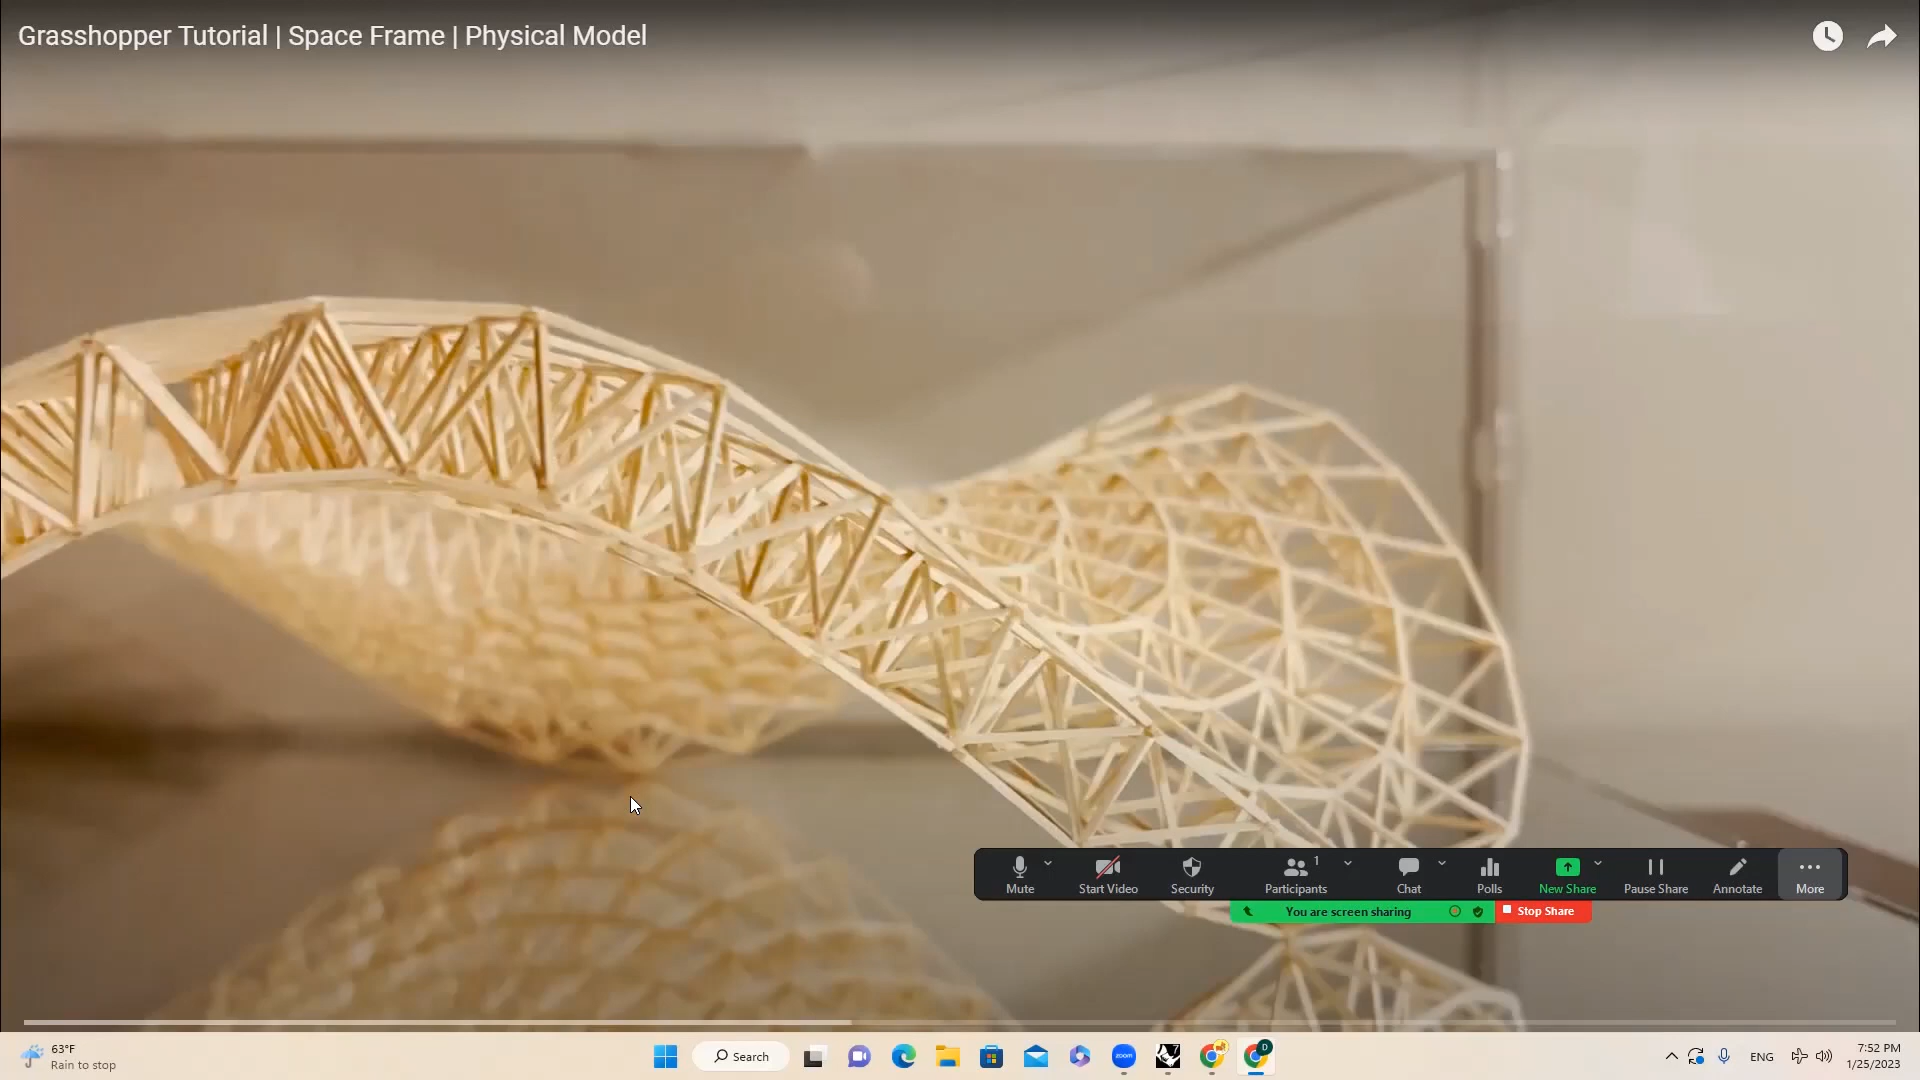 Grasshopper Tutorial | Space Frame | Physical Model
Mute
Start Video
Security
1
Participants
Chat
Polls
New Share
Pause Share
Annotate
More
You are screen sharing
Stop Share
63°F
Rain to stop
Search
zoom
D
ENG
7:52 PM
1/25/2023